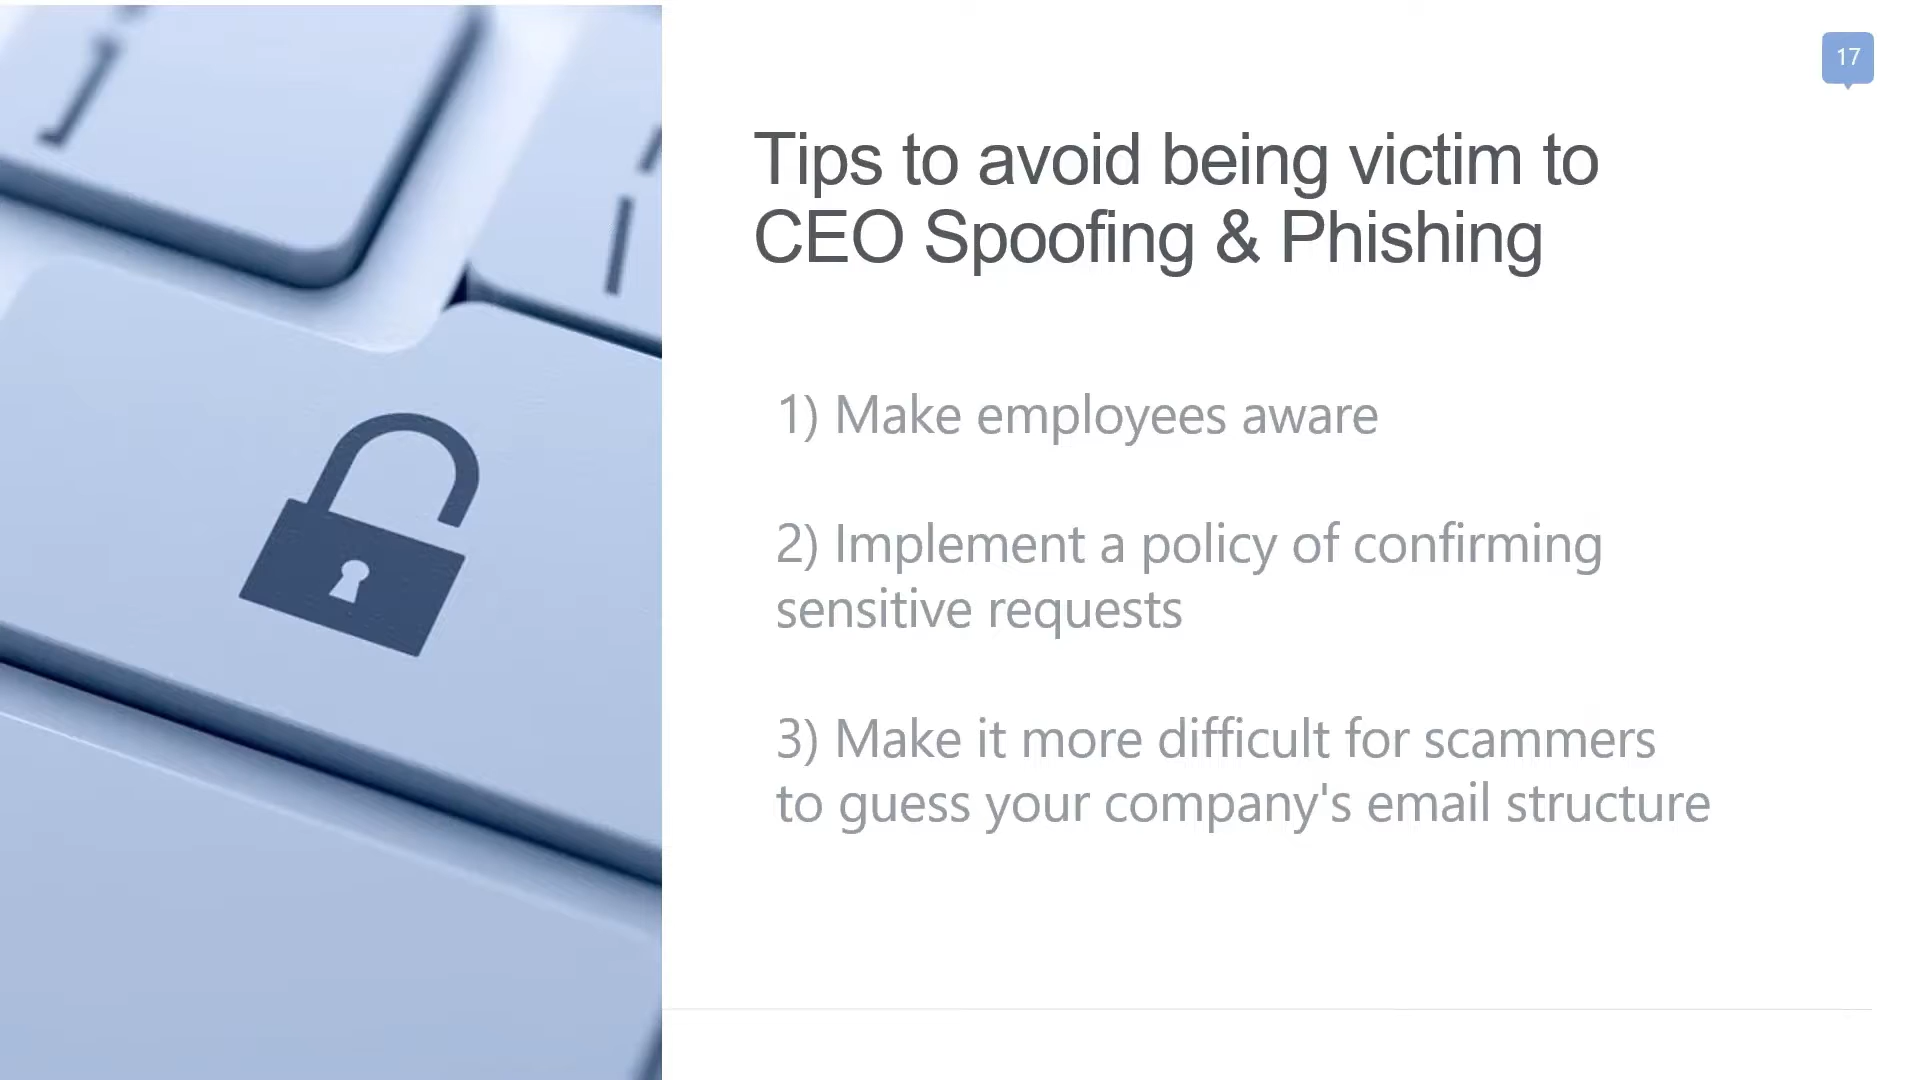 17
Tips to avoid being victim to
CEO Spoofing & Phishing
1) Make employees aware
2) Implement a policy of confirming
sensitive requests
3) Make it more difficult for scammers
to guess your company's email structure